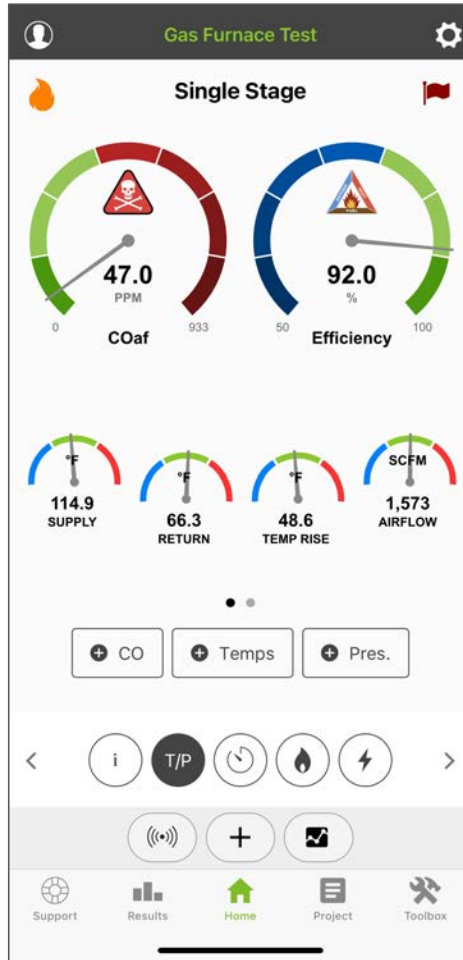 Gas Furnace Test
Single Stage
47.0
PPM
0
933
COaf
92.0
%
50
100
Efficiency
°F
114.9
SUPPLY
°F
66.3
RETURN
°F
48.6
TEMP RISE
SCFM
1,573
AIRFLOW
CO
Temps
Pres.
i
T/P
Support
Results
Home
Project
Toolbox